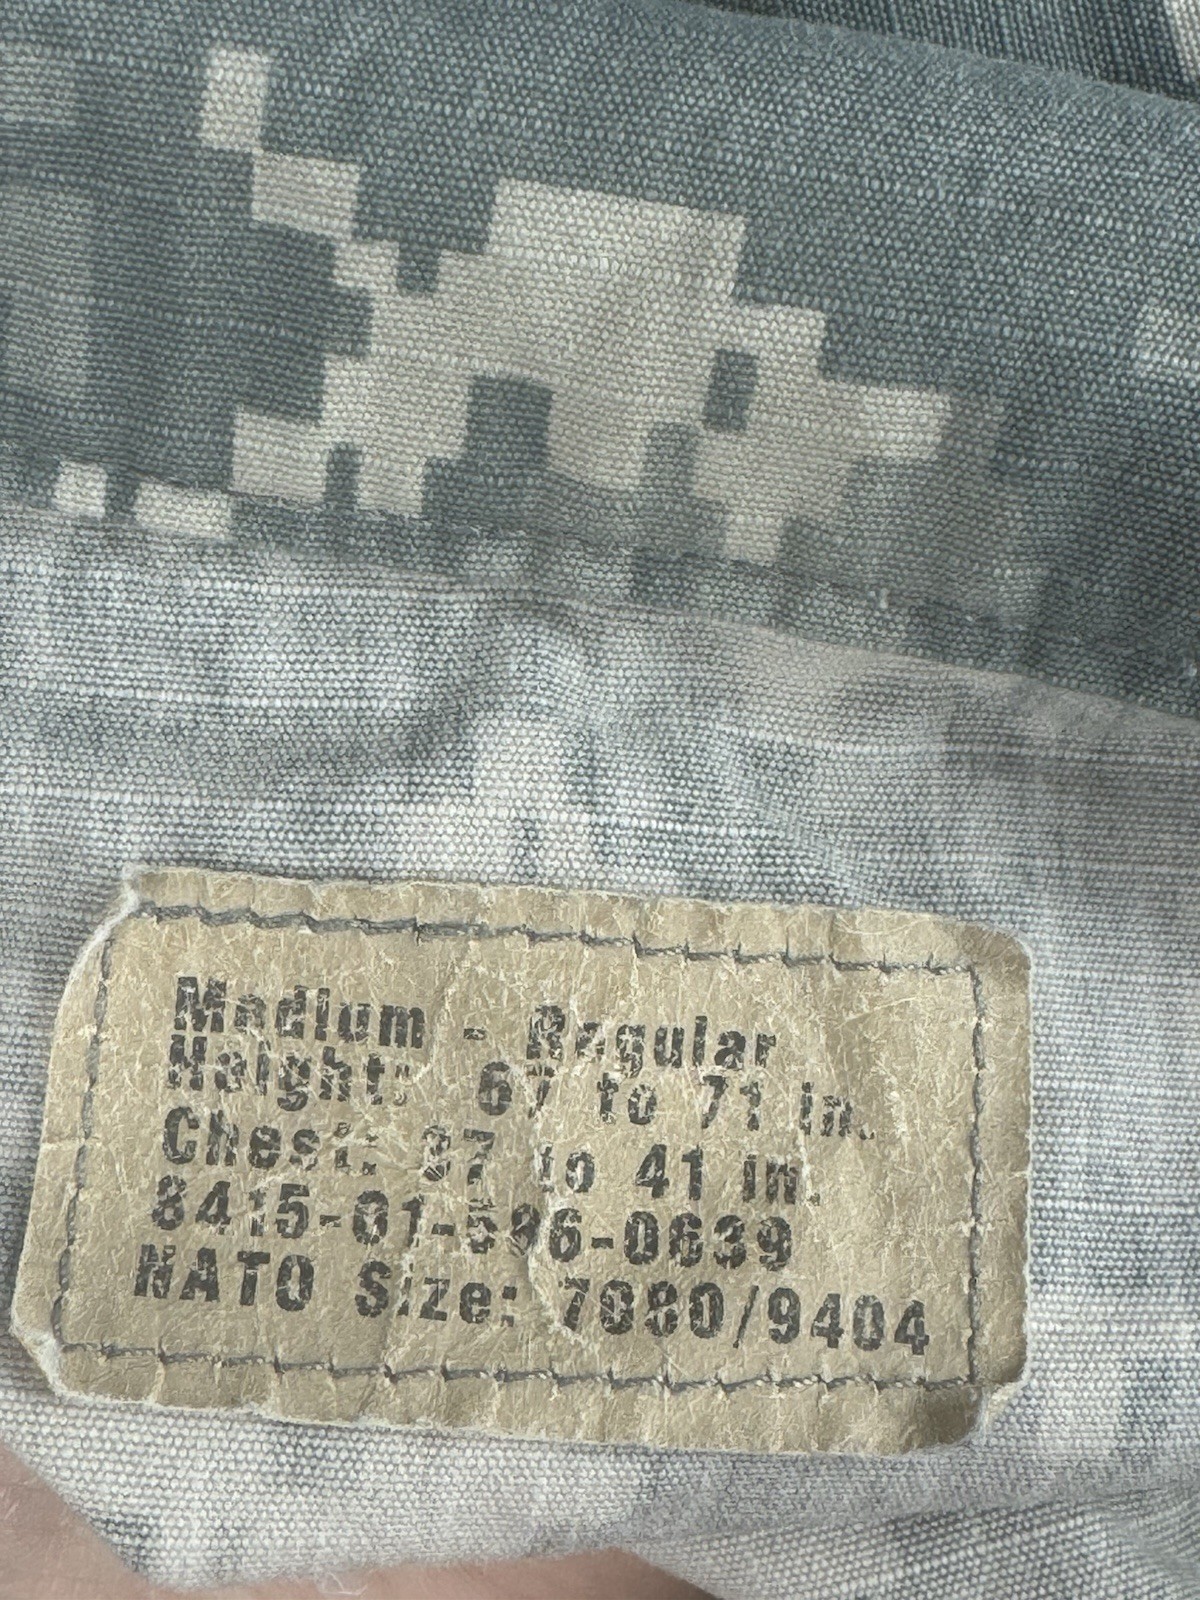 Medium - Regular
Height: 67 to 71 in.
Chest: 37 to 41 in.
NATO Size: 7080/9404